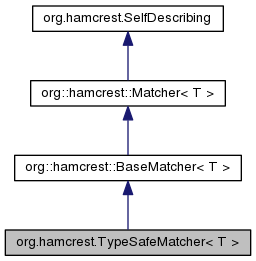 org.hamcrest.SelfDescribing
org::hamcrest::Matcher< T >
org::hamcrest::BaseMatcher< T >
org.hamcrest.TypeSafeMatcher< T >